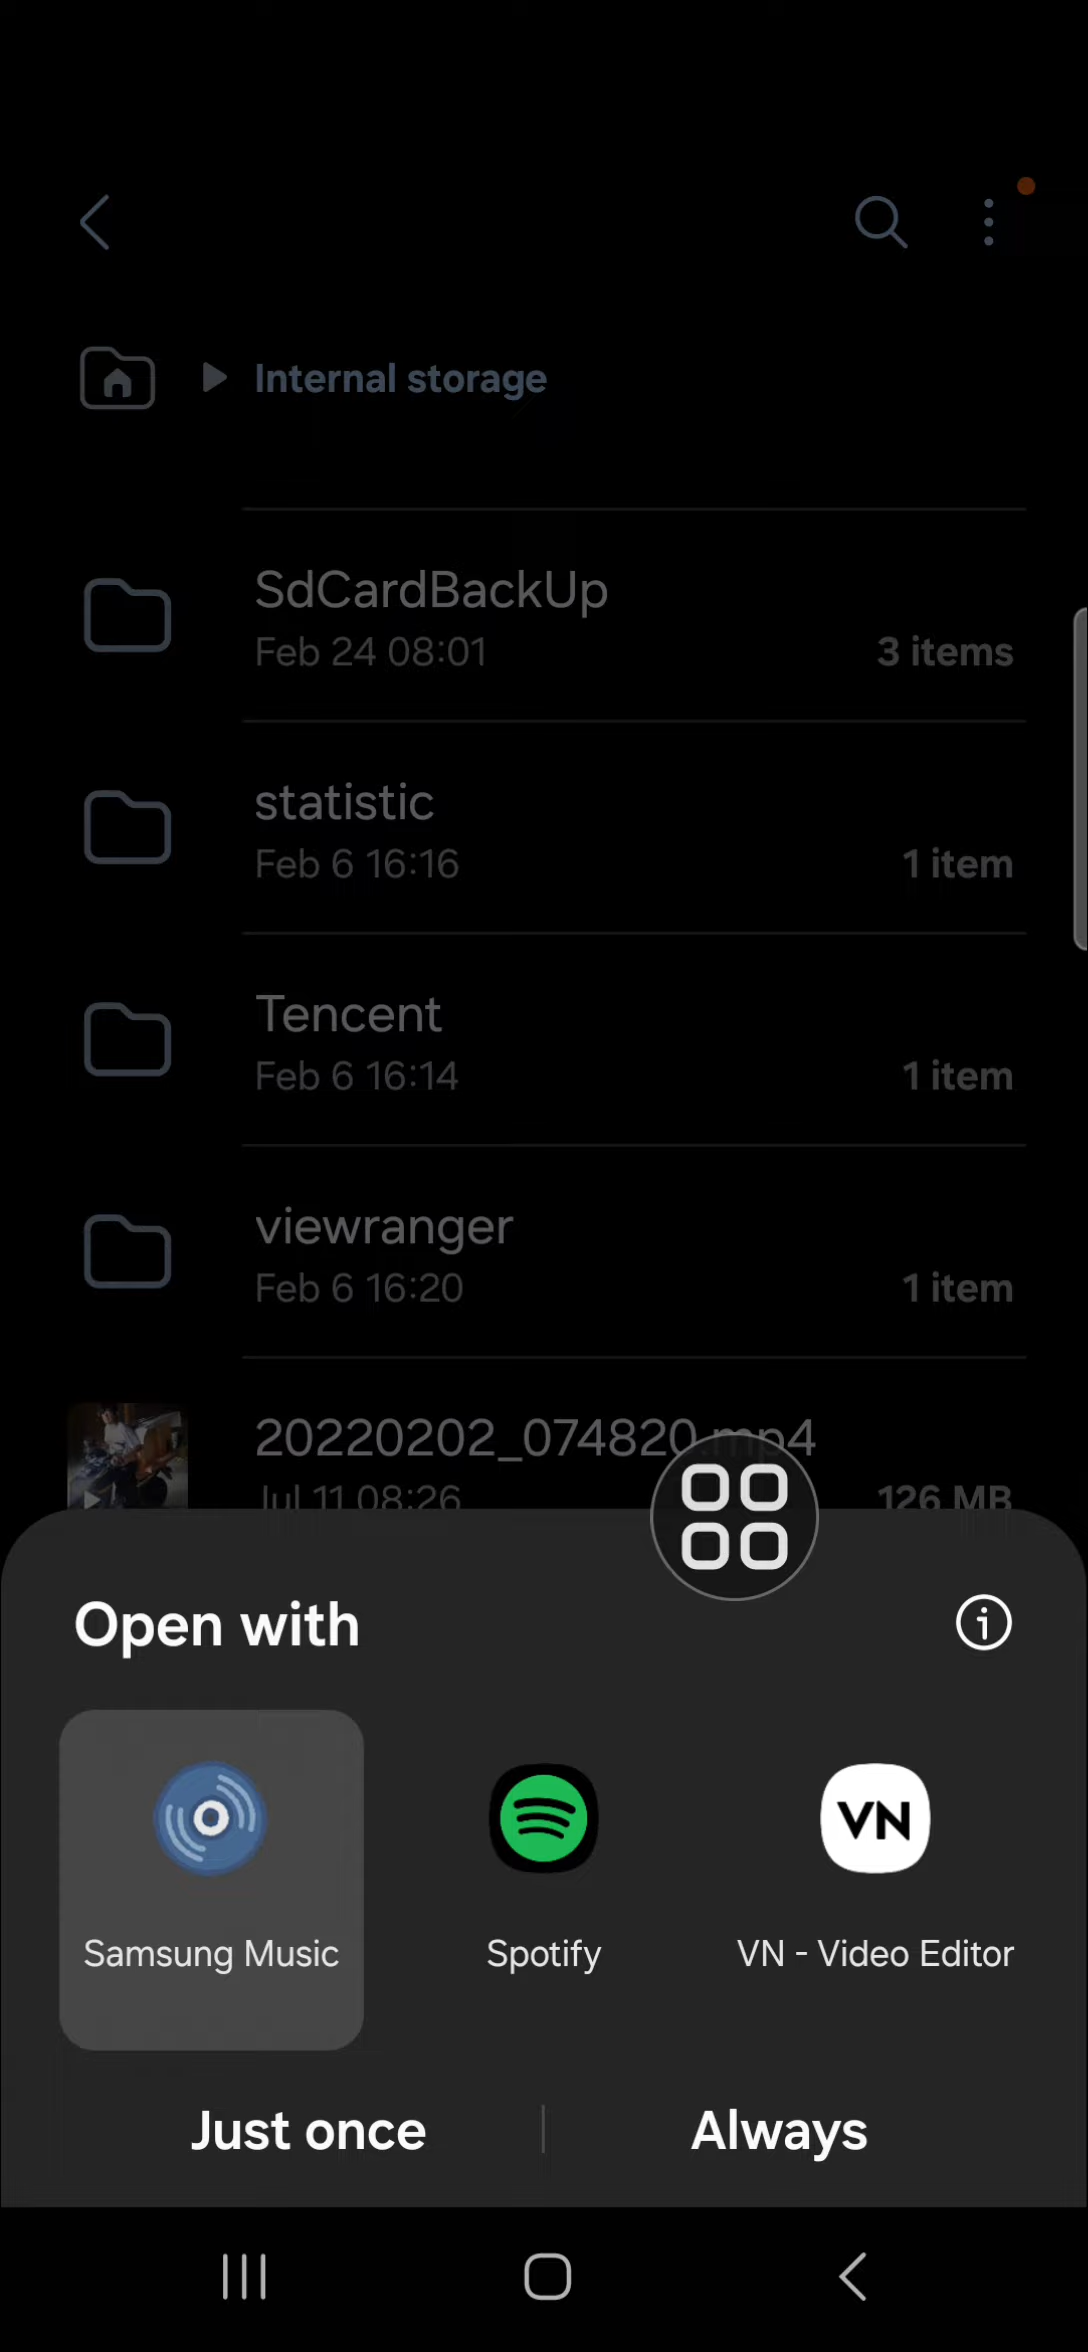 Internal storage
SdCardBackUp
Feb 24 08:01
3 items
statistic
Feb 6 16:16
1 item
Tencent
Feb 6 16:14
1 item
viewranger
Feb 6 16:20
1 item
20220202_074820.mp4
Jul 11 08:26
126 MB
Open with
VN
Samsung Music
Spotify
VN - Video Editor
Just once
Always